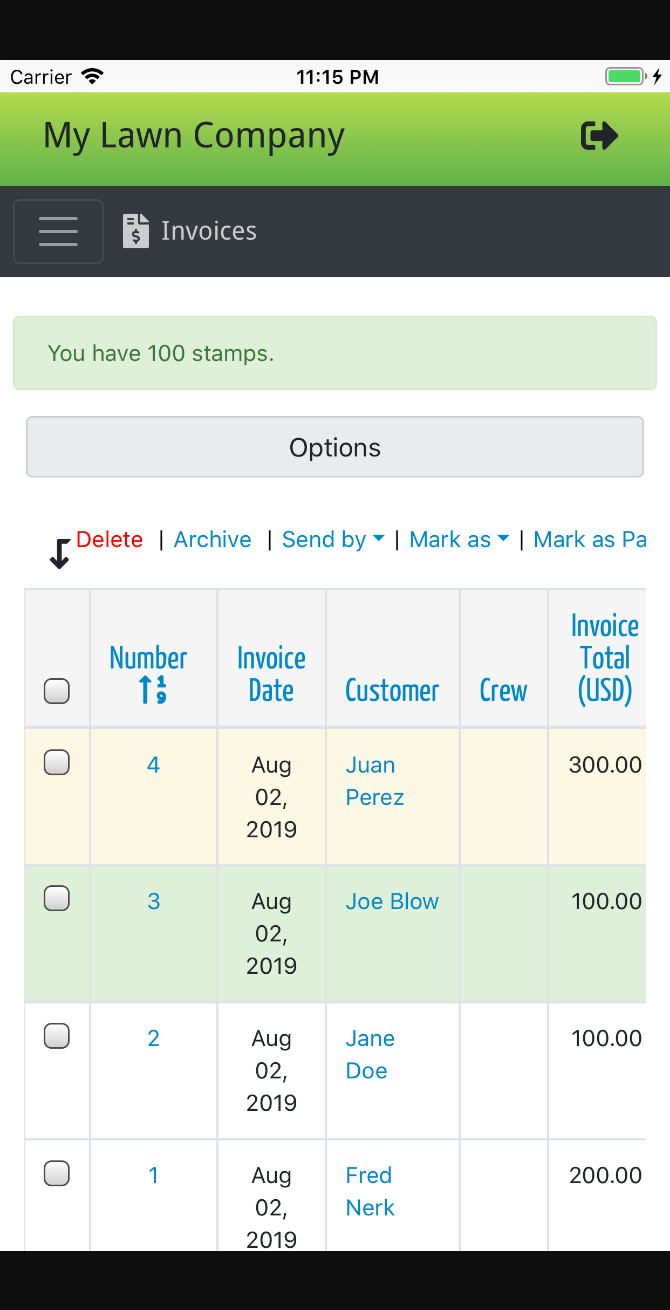 Carrier 11:15 PM
My Lawn Company
Invoices
You have 100 stamps.
Options
Delete | Archive | Send by | Mark as | Mark as Pa
Number Invoice Date Customer Crew Invoice Total (USD)
4 Aug 02, 2019 Juan Perez 300.00
3 Aug 02, 2019 Joe Blow 100.00
2 Aug 02, 2019 Jane Doe 100.00
1 Aug 02, 2019 Fred Nerk 200.00